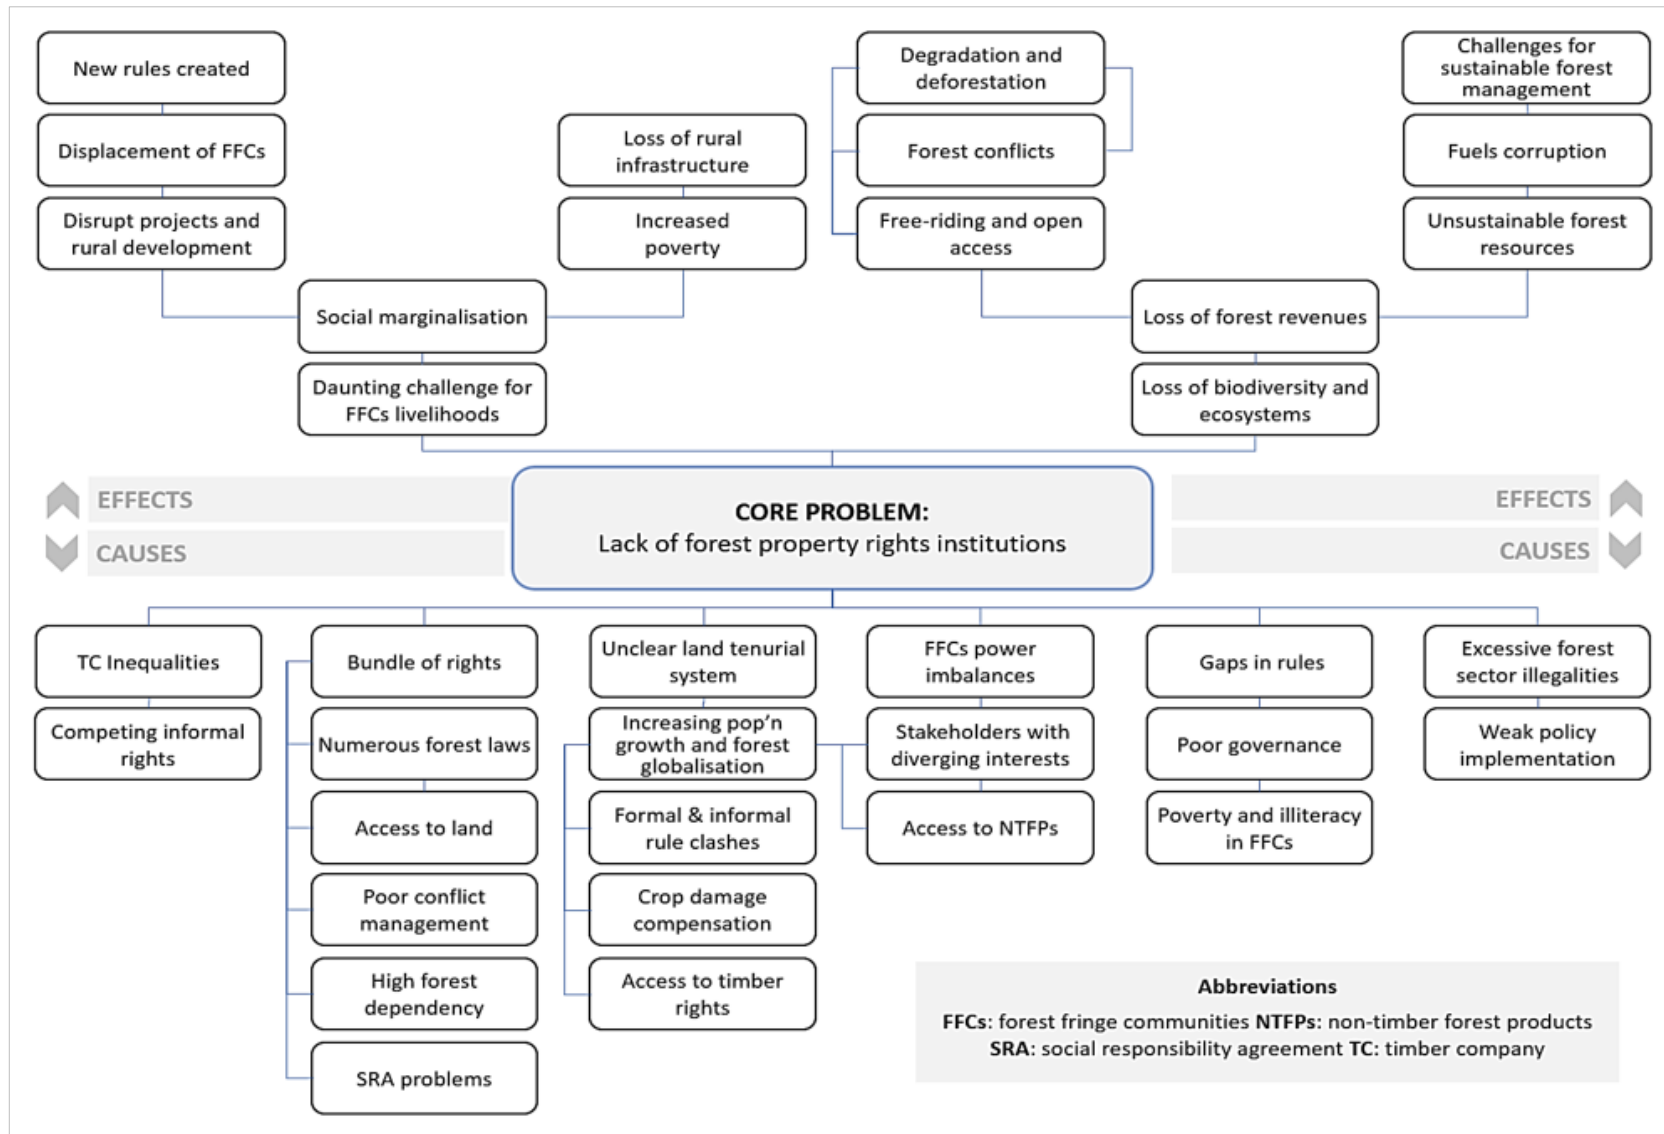 New rules created
Displacement of FFCs
Disrupt projects and
rural development
Loss of rural
infrastructure
Increased
poverty
Social marginalisation
Daunting challenge for
FFCs livelihoods
Degradation and
deforestation
Forest conflicts
Free-riding and open
access
Challenges for
sustainable forest
management
Fuels corruption
Unsustainable forest
resources
Loss of forest revenues
Loss of biodiversity and
ecosystems
EFFECTS
CAUSES
CORE PROBLEM:
Lack of forest property rights institutions
EFFECTS
CAUSES
TC Inequalities
Competing informal
rights
Bundle of rights
Numerous forest laws
Access to land
Poor conflict
management
High forest
dependency
SRA problems
Unclear land tenurial
system
Increasing pop’n
growth and forest
globalisation
Formal & informal
rule clashes
Crop damage
compensation
Access to timber
rights
FFCs power
imbalances
Stakeholders with
diverging interests
Access to NTFPs
Gaps in rules
Poor governance
Poverty and illiteracy
in FFCs
Excessive forest
sector illegalities
Weak policy
implementation
Abbreviations
FFCs: forest fringe communities NTFPs: non-timber forest products
SRA: social responsibility agreement TC: timber company